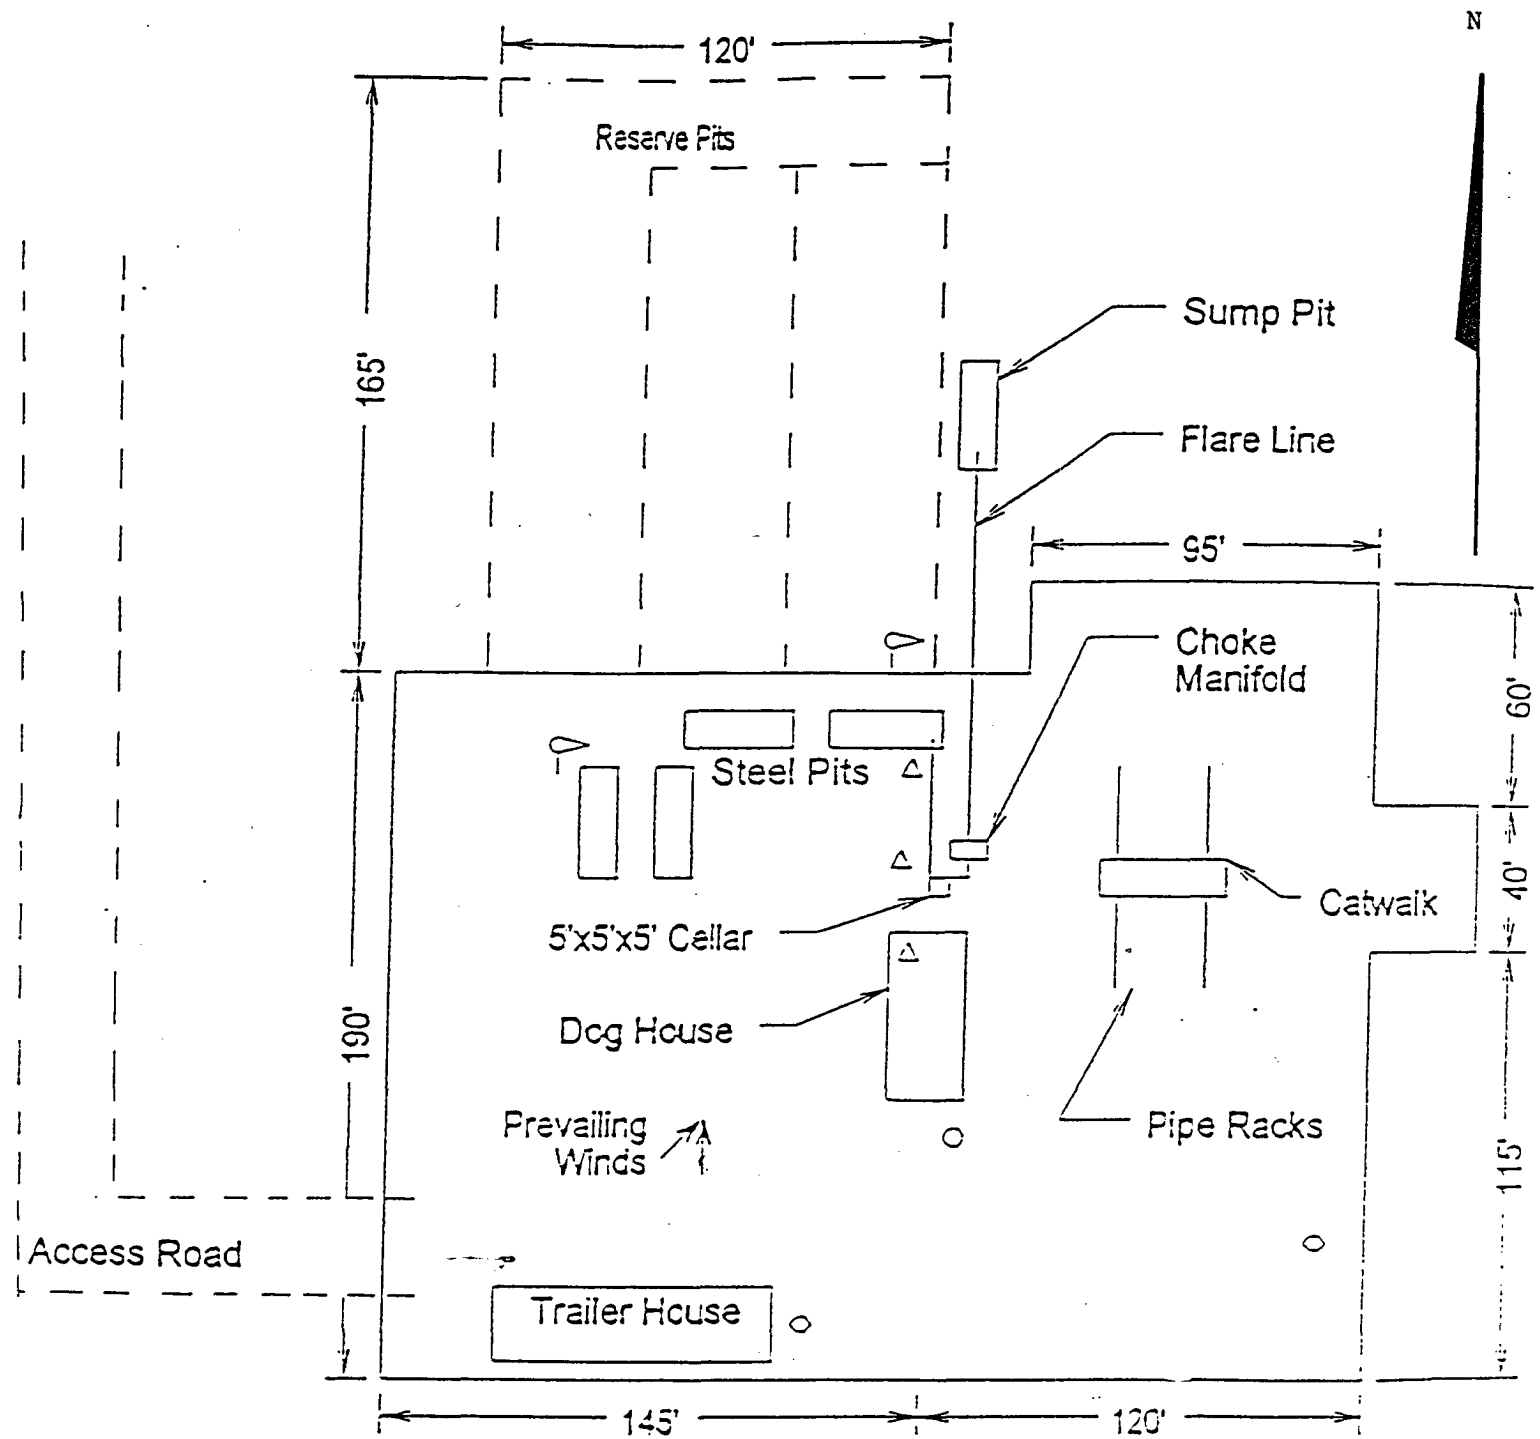 N
120'
Reserve Pits
Sump Pit
165'
Flare Line
95'
Choke
Manifold
60'
Steel Pits
40'
Catwalk
5'x5'x5' Cellar
190'
Dog House
Prevailing
Winds
Pipe Racks
115'
Access Road
Trailer House
145'
120'